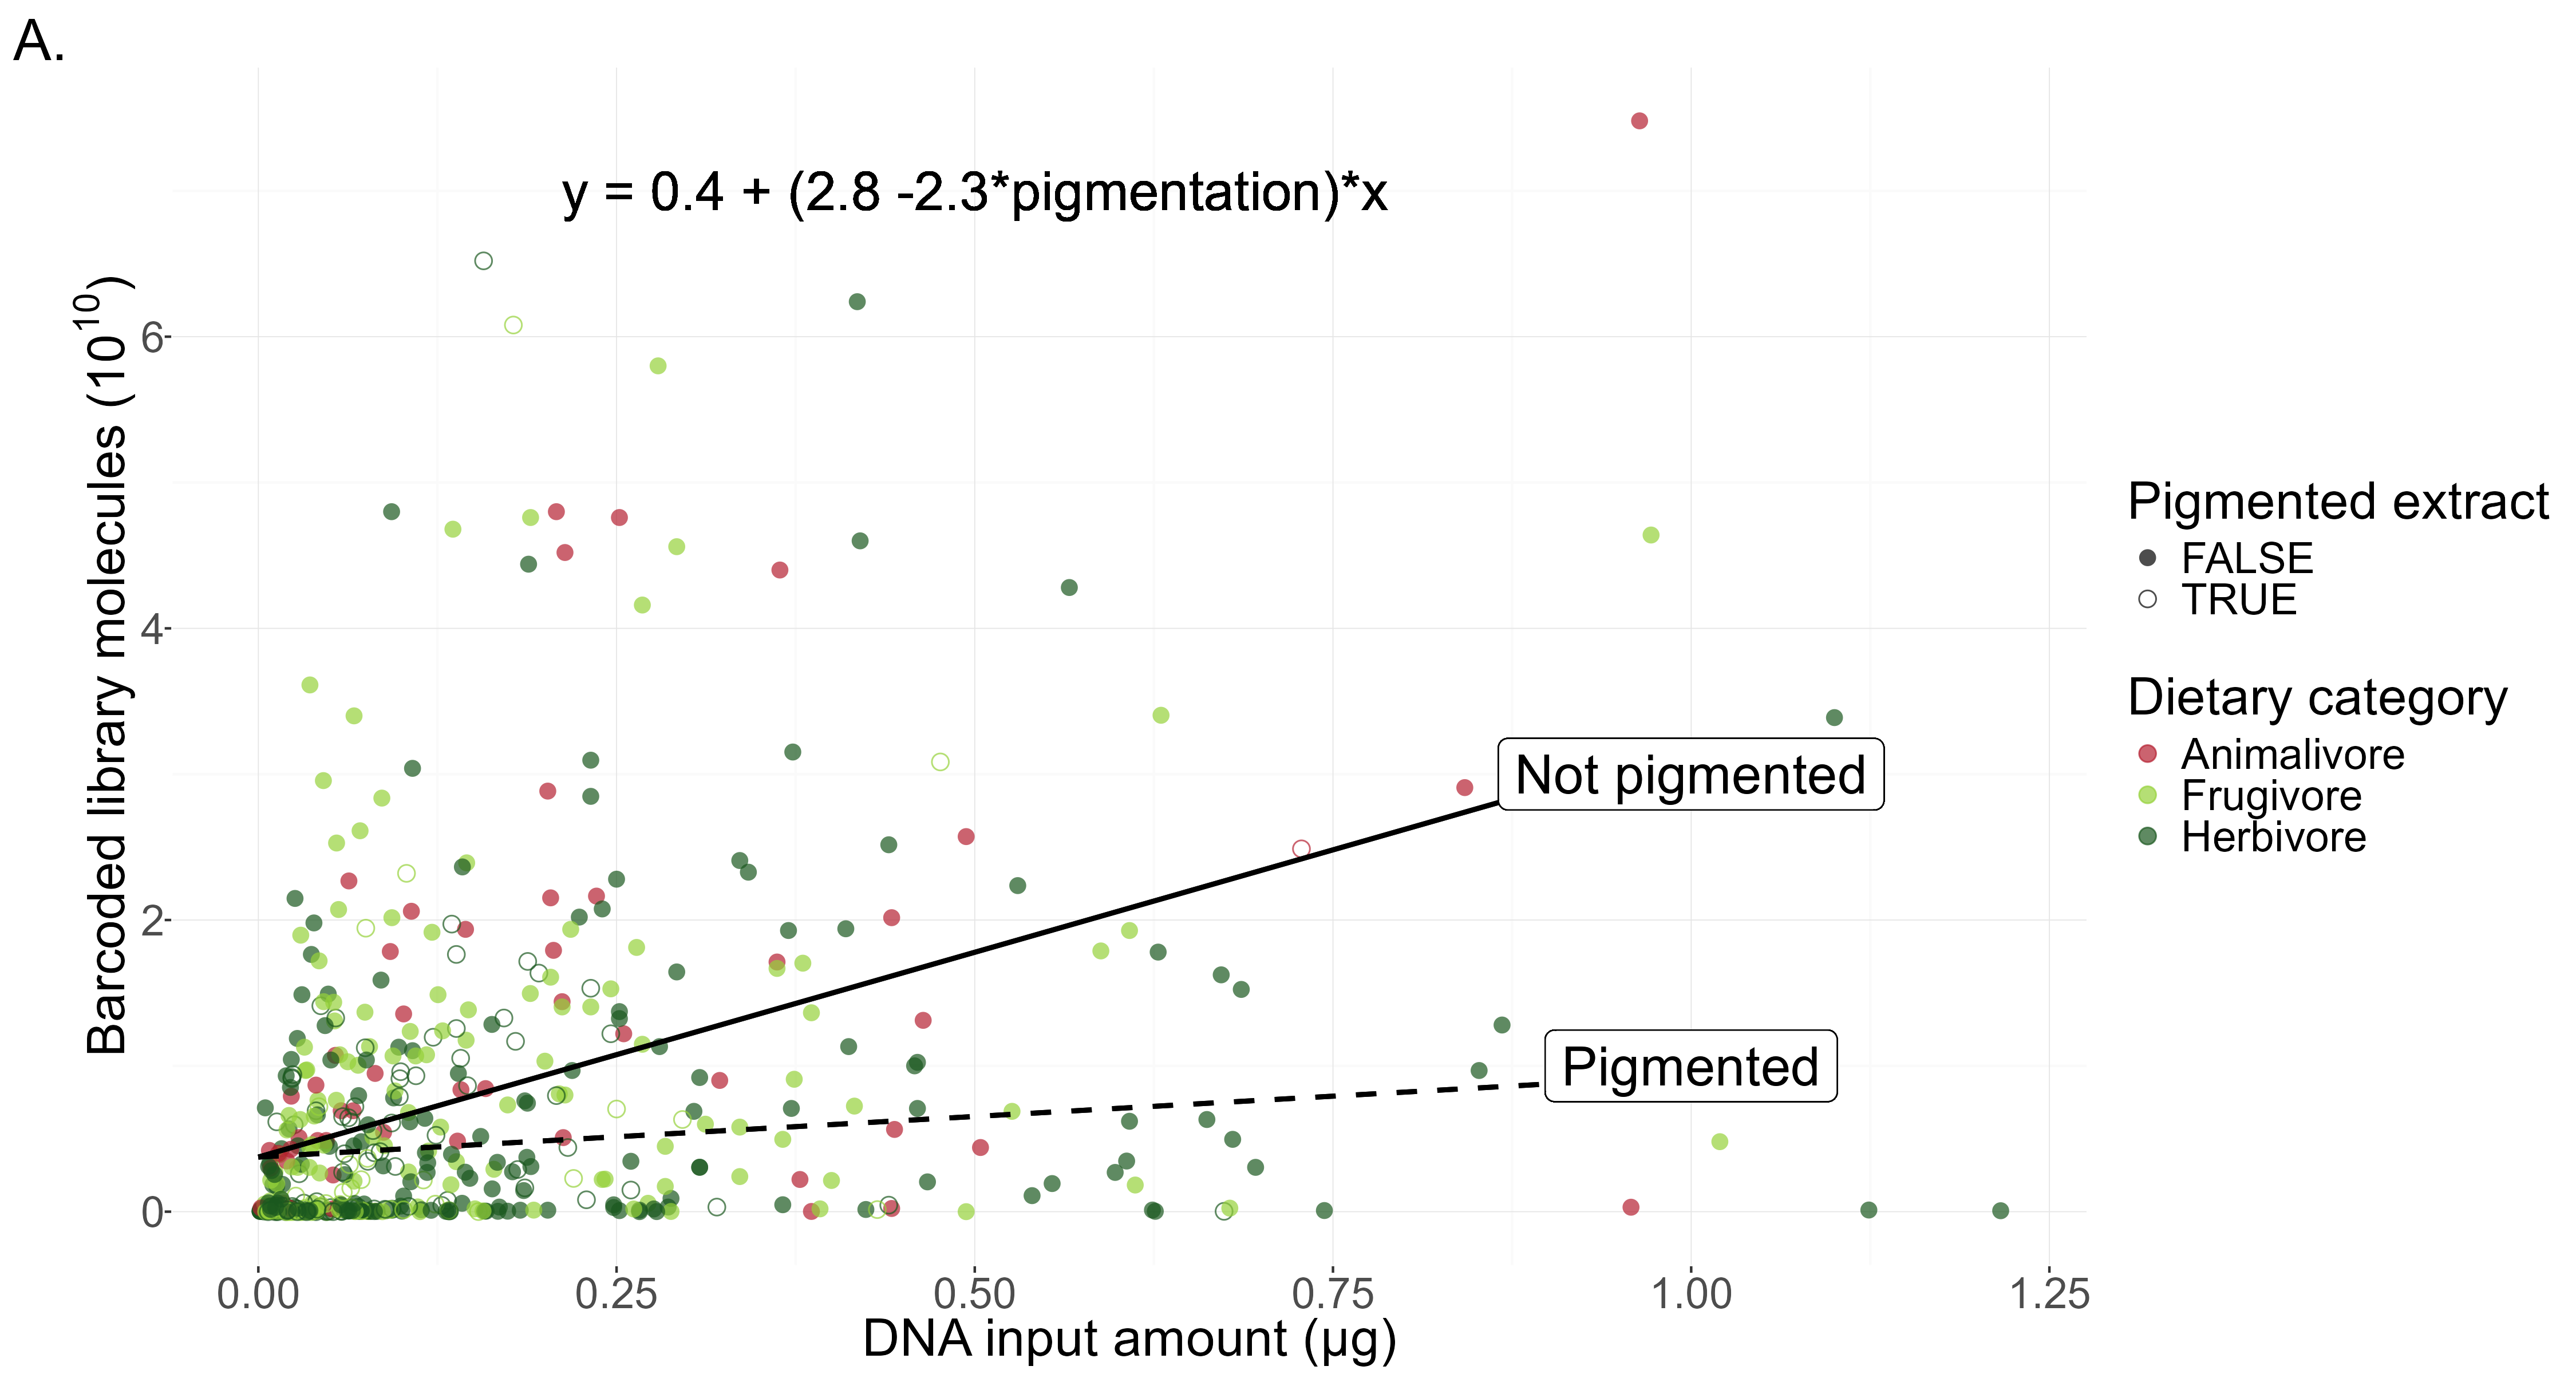 A.
y = 0.4 + (2.8 -2.3*pigmentation)*x
Barcoded library molecules (10^10)
6
4
2
0
Not pigmented
Pigmented
0.00 0.25 0.50 0.75 1.00 1.25
DNA input amount (µg)
Pigmented extract
FALSE
TRUE
Dietary category
Animalivore
Frugivore
Herbivore